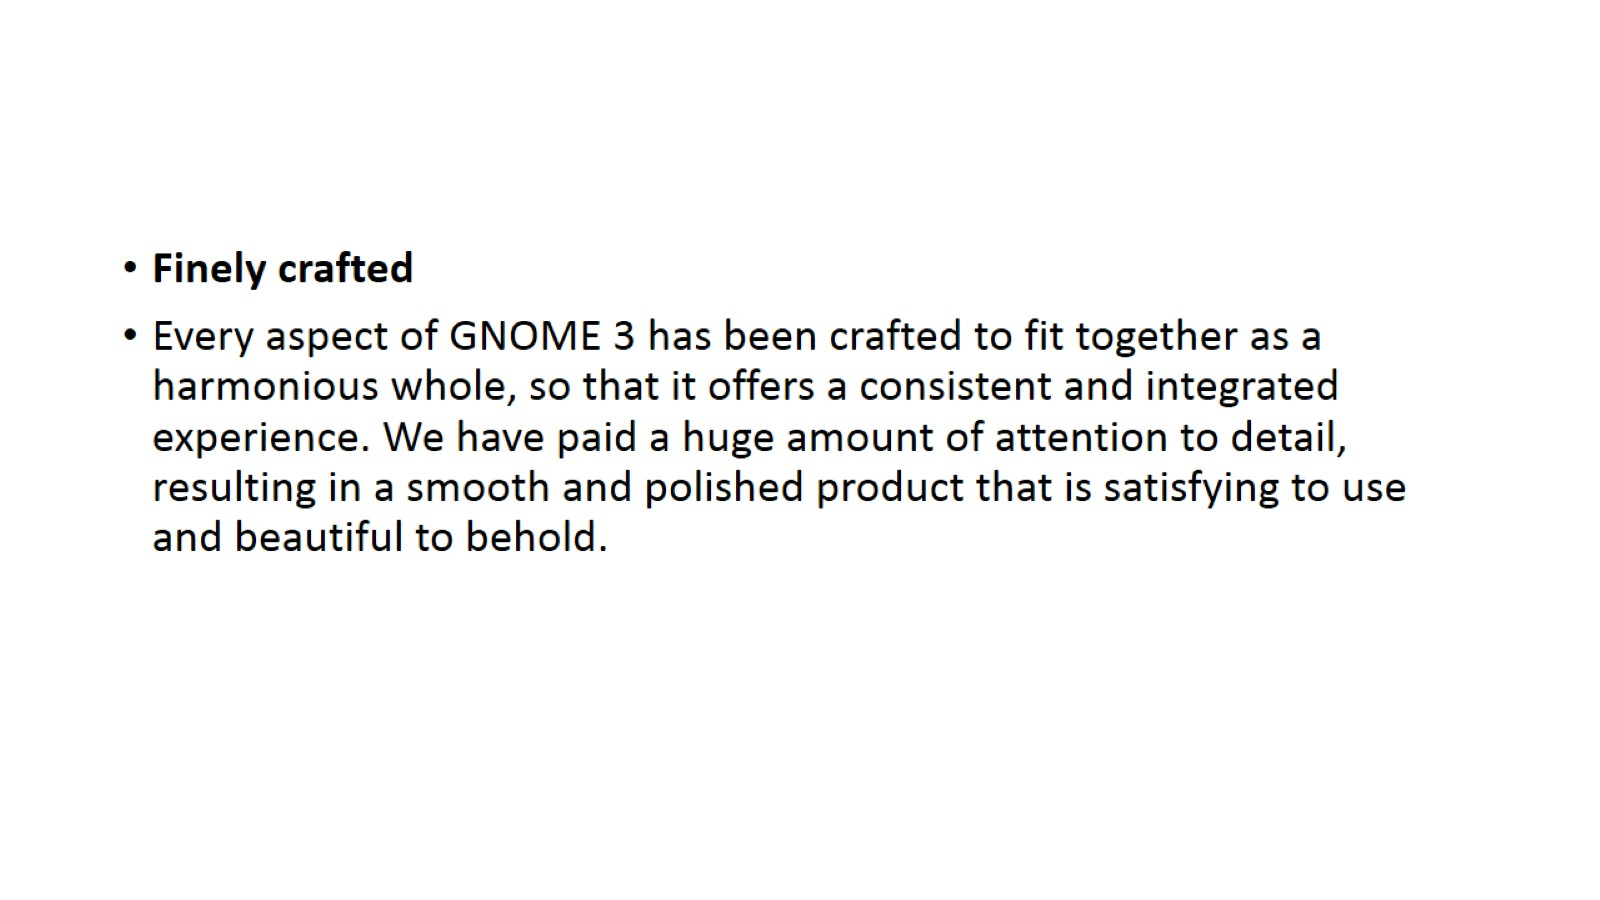 • Finely crafted
• Every aspect of GNOME 3 has been crafted to fit together as a
harmonious whole, so that it offers a consistent and integrated
experience. We have paid a huge amount of attention to detail,
resulting in a smooth and polished product that is satisfying to use
and beautiful to behold.